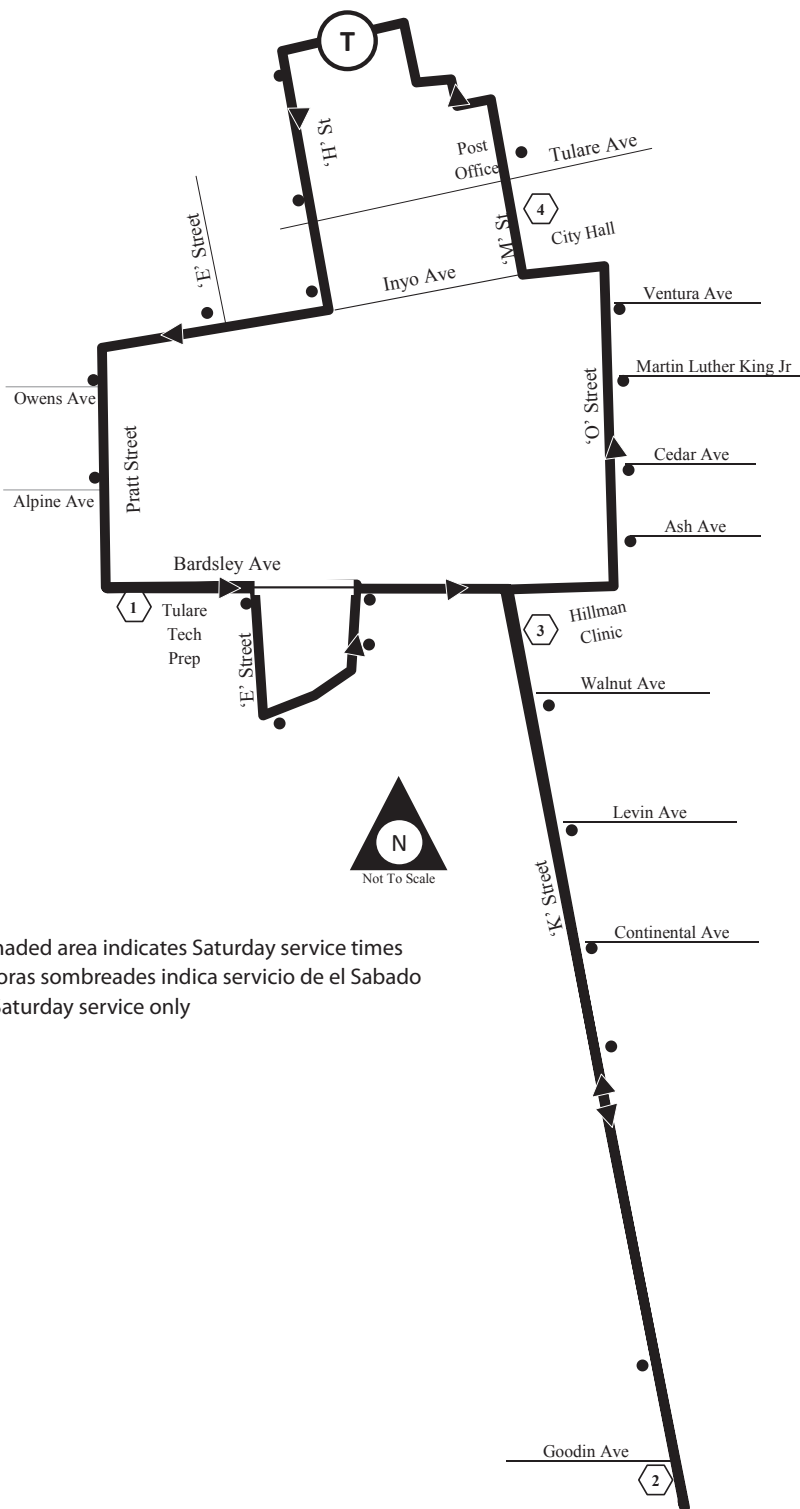 T
'H' St
Post
Office
Tulare Ave
4
City Hall
'M' St
'E' Street
Inyo Ave
Ventura Ave
Martin Luther King Jr
Owens Ave
'O' Street
Pratt Street
Cedar Ave
Alpine Ave
Ash Ave
Bardsley Ave
1
Tulare
Tech
Prep
'E' Street
3
Hillman
Clinic
Walnut Ave
N
Not To Scale
Levin Ave
'K' Street
Continental Ave
haded area indicates Saturday service times
oras sombreades indica servicio de el Sabado
Saturday service only
Goodin Ave
2